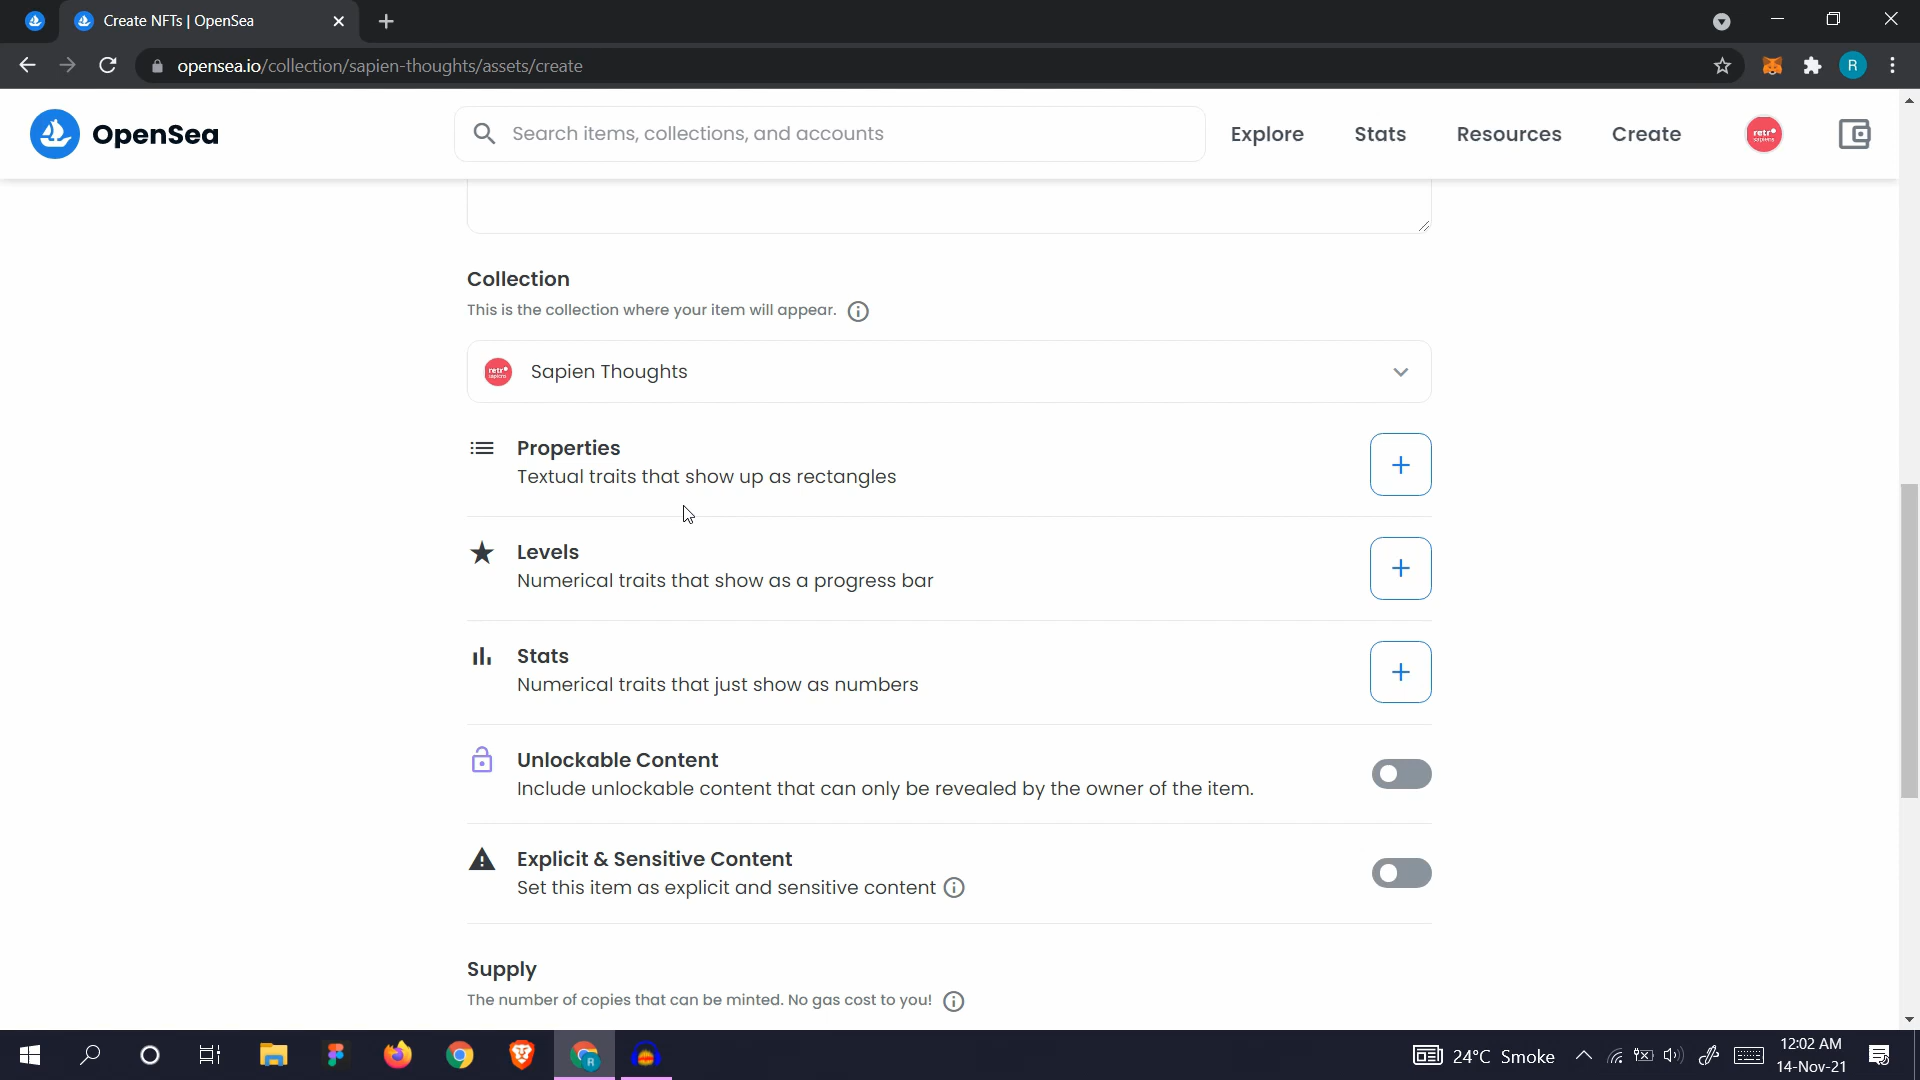 Create NFTs | OpenSea
opensea.io/collection/sapien-thoughts/assets/create
R
OpenSea
Search items, collections, and accounts
Explore
Stats
Resources
Create
retr
sapiens
Collection
This is the collection where your item will appear.
retr
sapiens
Sapien Thoughts
Properties
Textual traits that show up as rectangles
Levels
Numerical traits that show as a progress bar
Stats
Numerical traits that just show as numbers
Unlockable Content
Include unlockable content that can only be revealed by the owner of the item.
Explicit & Sensitive Content
Set this item as explicit and sensitive content
Supply
The number of copies that can be minted. No gas cost to you!
R
24°C Smoke
12:02 AM
14-Nov-21